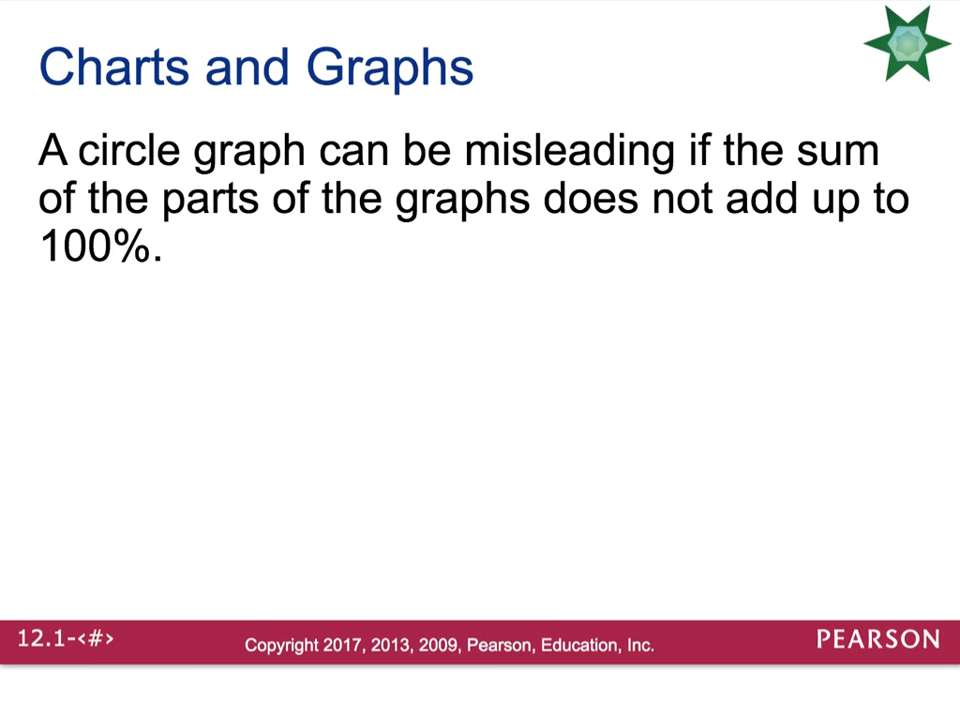 Charts and Graphs
A circle graph can be misleading if the sum
of the parts of the graphs does not add up to
100%.
12.1-‹#›
Copyright 2017, 2013, 2009, Pearson, Education, Inc.
PEARSON